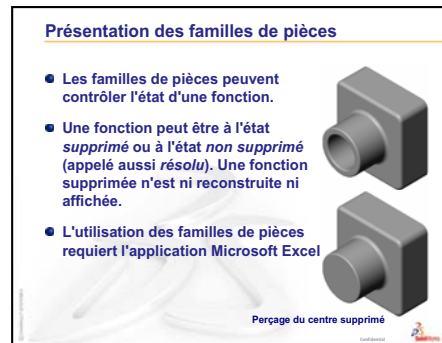 Présentation des familles de pièces
Les familles de pièces peuvent
contrôler l'état d'une fonction.
Une fonction peut être à l'état
supprimé ou à l'état non supprimé
(appelé aussi résolu). Une fonction
supprimée n'est ni reconstruite ni
affichée.
L'utilisation des familles de pièces
requiert l'application Microsoft Excel
Perçage du centre supprimé
Confidential
SolidWorks